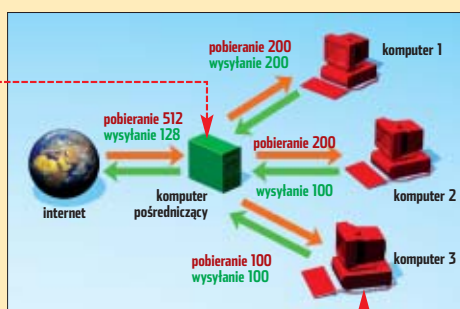 pobieranie 200
wysyłanie 200
komputer 1
pobieranie 512
wysyłanie 128
pobieranie 200
wysyłanie 100
internet
komputer
pośredniczący
komputer 2
pobieranie 100
wysyłanie 100
komputer 3